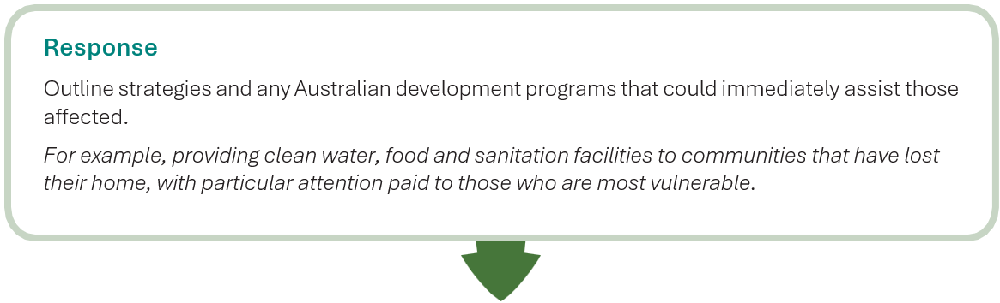 Response
Outline strategies and any Australian development programs that could immediately assist those
affected.
For example, providing clean water, food and sanitation facilities to communities that have lost
their home, with particular attention paid to those who are most vulnerable.